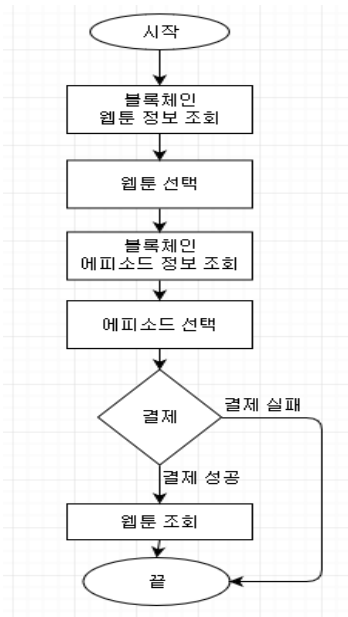 시작
블록체인
웹툰 정보 조회
웹툰 선택
블록체인
에피소드 정보 조회
에피소드 선택
결제
결제 실패
결제 성공
웹툰 조회
끝